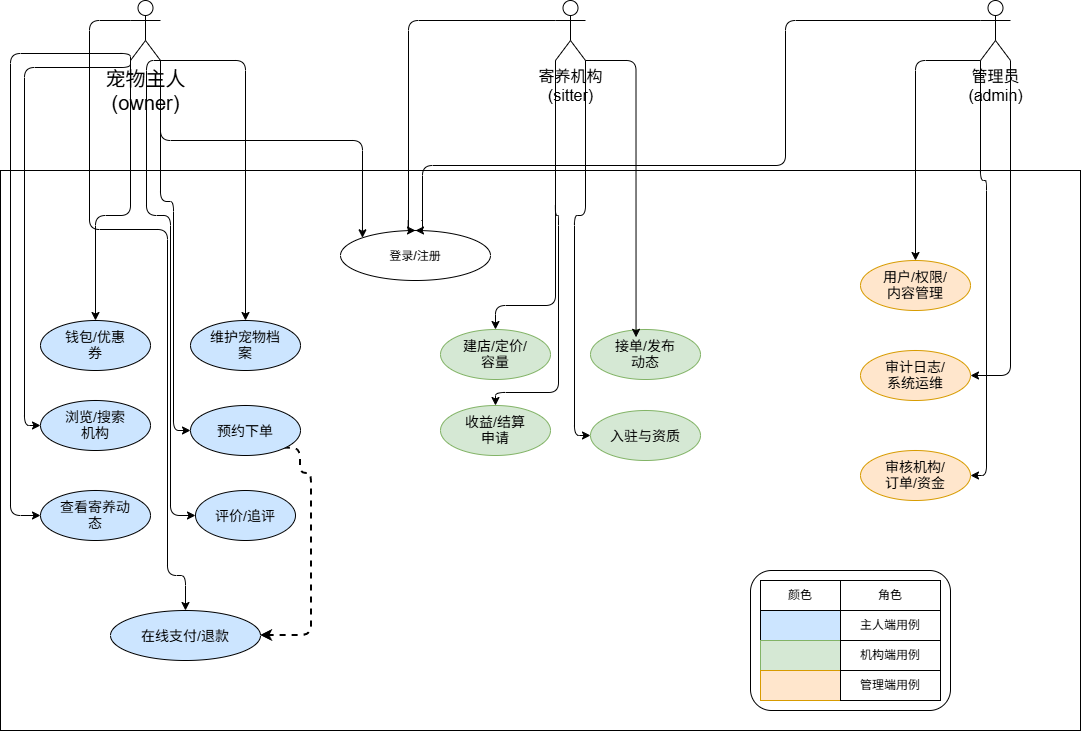 宠物主人
(owner)
寄养机构
(sitter)
管理员
(admin)
登录/注册
用户/权限/
内容管理
钱包/优惠
券
维护宠物档
案
建店/定价/
容量
接单/发布
动态
审计日志/
系统运维
浏览/搜索
机构
预约下单
收益/结算
申请
入驻与资质
审核机构/
订单/资金
查看寄养动
态
评价/追评
在线支付/退款
颜色
角色
主人端用例
机构端用例
管理端用例